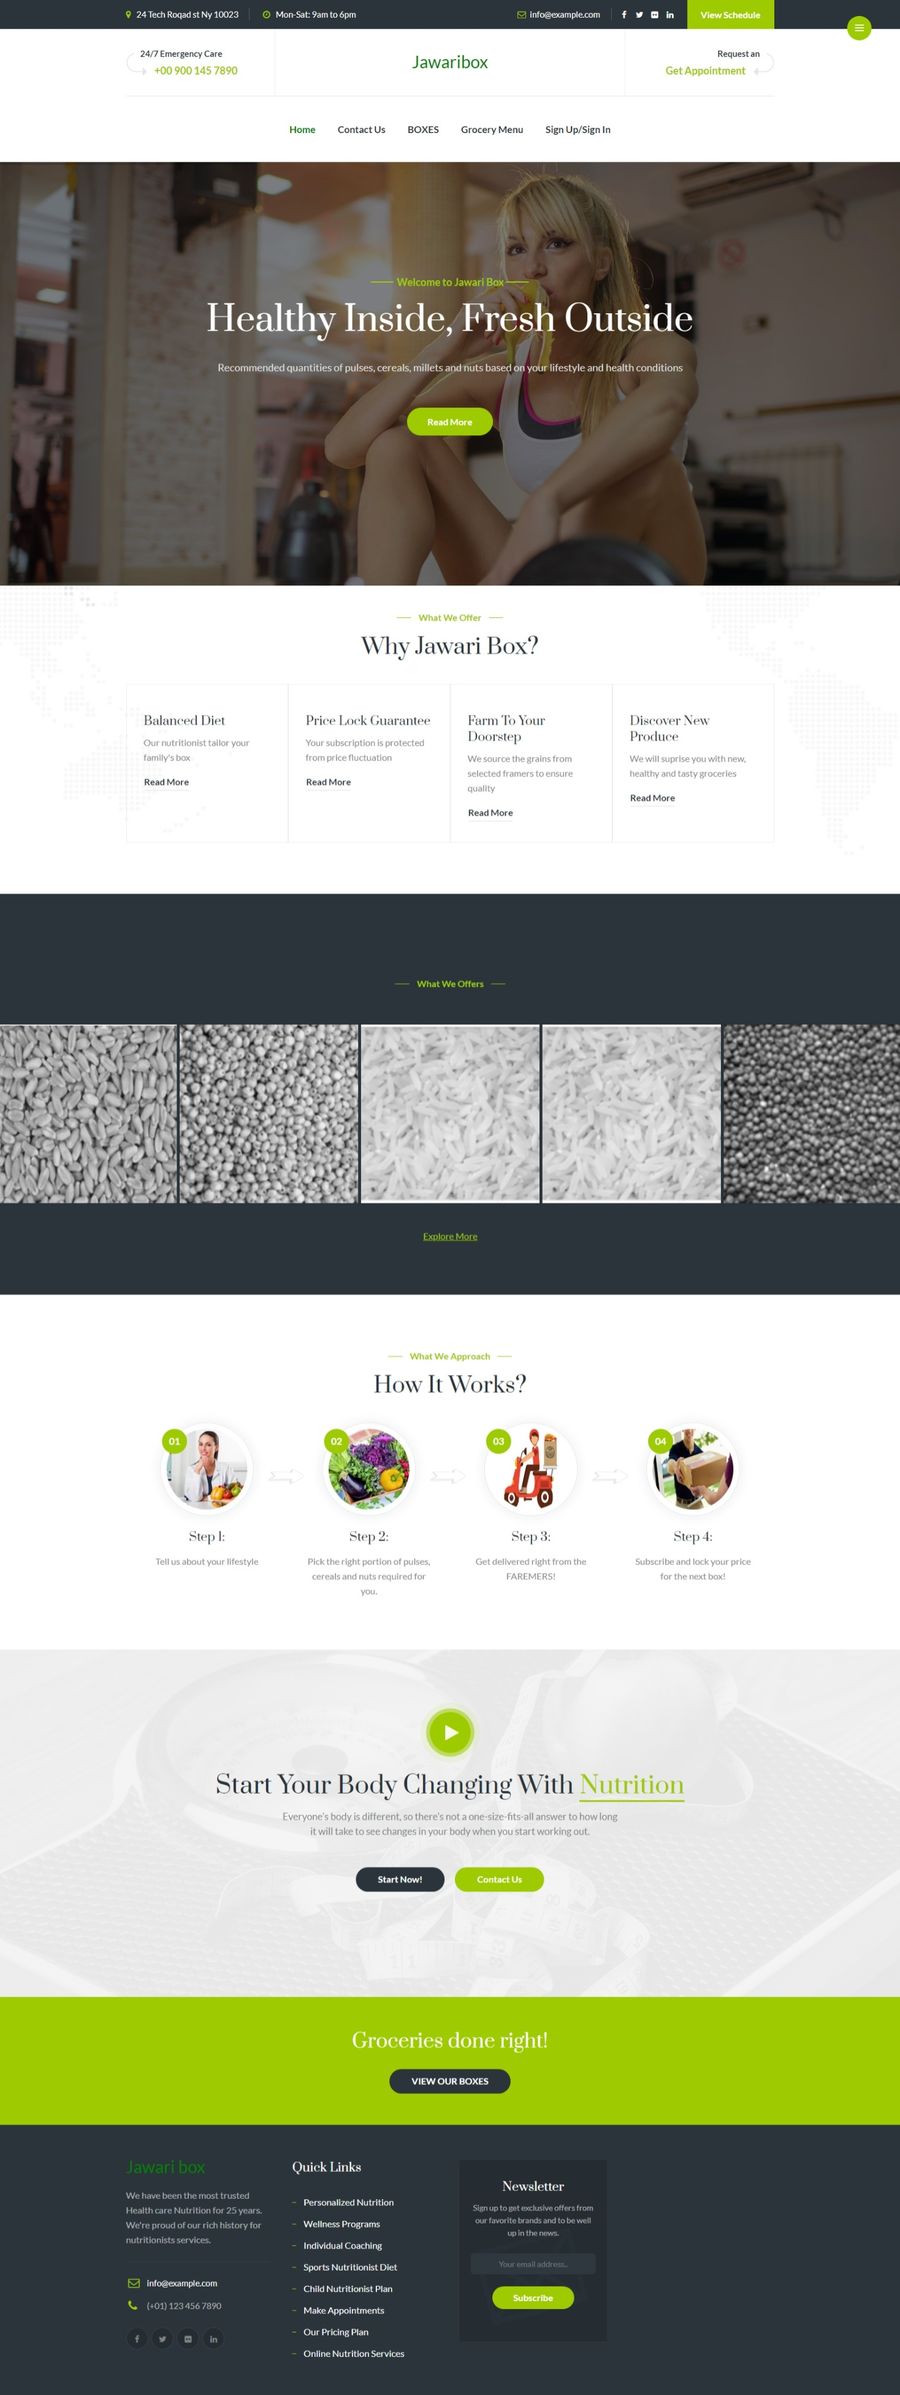 24 Tech Roqad st Ny 10023
Mon-Sat: 9am to 6pm
info@example.com
View Schedule
24/7 Emergency Care
+00 900 145 7890
Jawaribox
Request an
Get Appointment
Home
Contact Us
BOXES
Grocery Menu
Sign Up/Sign In
Welcome to Jawari Box
Healthy Inside, Fresh Outside
Recommended quantities of pulses, cereals, millets and nuts based on your lifestyle and health conditions
Read More
What We Offer
Why Jawari Box?
Balanced Diet
Our nutritionist tailor your
family's box
Read More
Price Lock Guarantee
Your subscription is protected
from price fluctuation
Read More
Farm To Your
Doorstep
We source the grains from
selected framers to ensure
quality
Read More
Discover New
Produce
We will suprise you with new,
healthy and tasty groceries
Read More
What We Offers
Explore More
What We Approach
How It Works?
01
Step 1:
Tell us about your lifestyle
02
Step 2:
Pick the right portion of pulses,
cereals and nuts required for
you.
03
Step 3:
Get delivered right from the
FAREMERS!
04
Step 4:
Subscribe and lock your price
for the next box!
Start Your Body Changing With Nutrition
Everyone's body is different, so there's not a one-size-fits-all answer to how long
it will take to see changes in your body when you start working out.
Start Now!
Contact Us
Groceries done right!
VIEW OUR BOXES
Jawari box
We have been the most trusted
Health care Nutrition for 25 years.
We're proud of our rich history for
nutritionists services.
info@example.com
(+01) 123 456 7890
Quick Links
Personalized Nutrition
Wellness Programs
Individual Coaching
Sports Nutritionist Diet
Child Nutritionist Plan
Make Appointments
Our Pricing Plan
Online Nutrition Services
Newsletter
Sign up to get exclusive offers from
our favorite brands and to be well
up in the news.
Your email address..
Subscribe